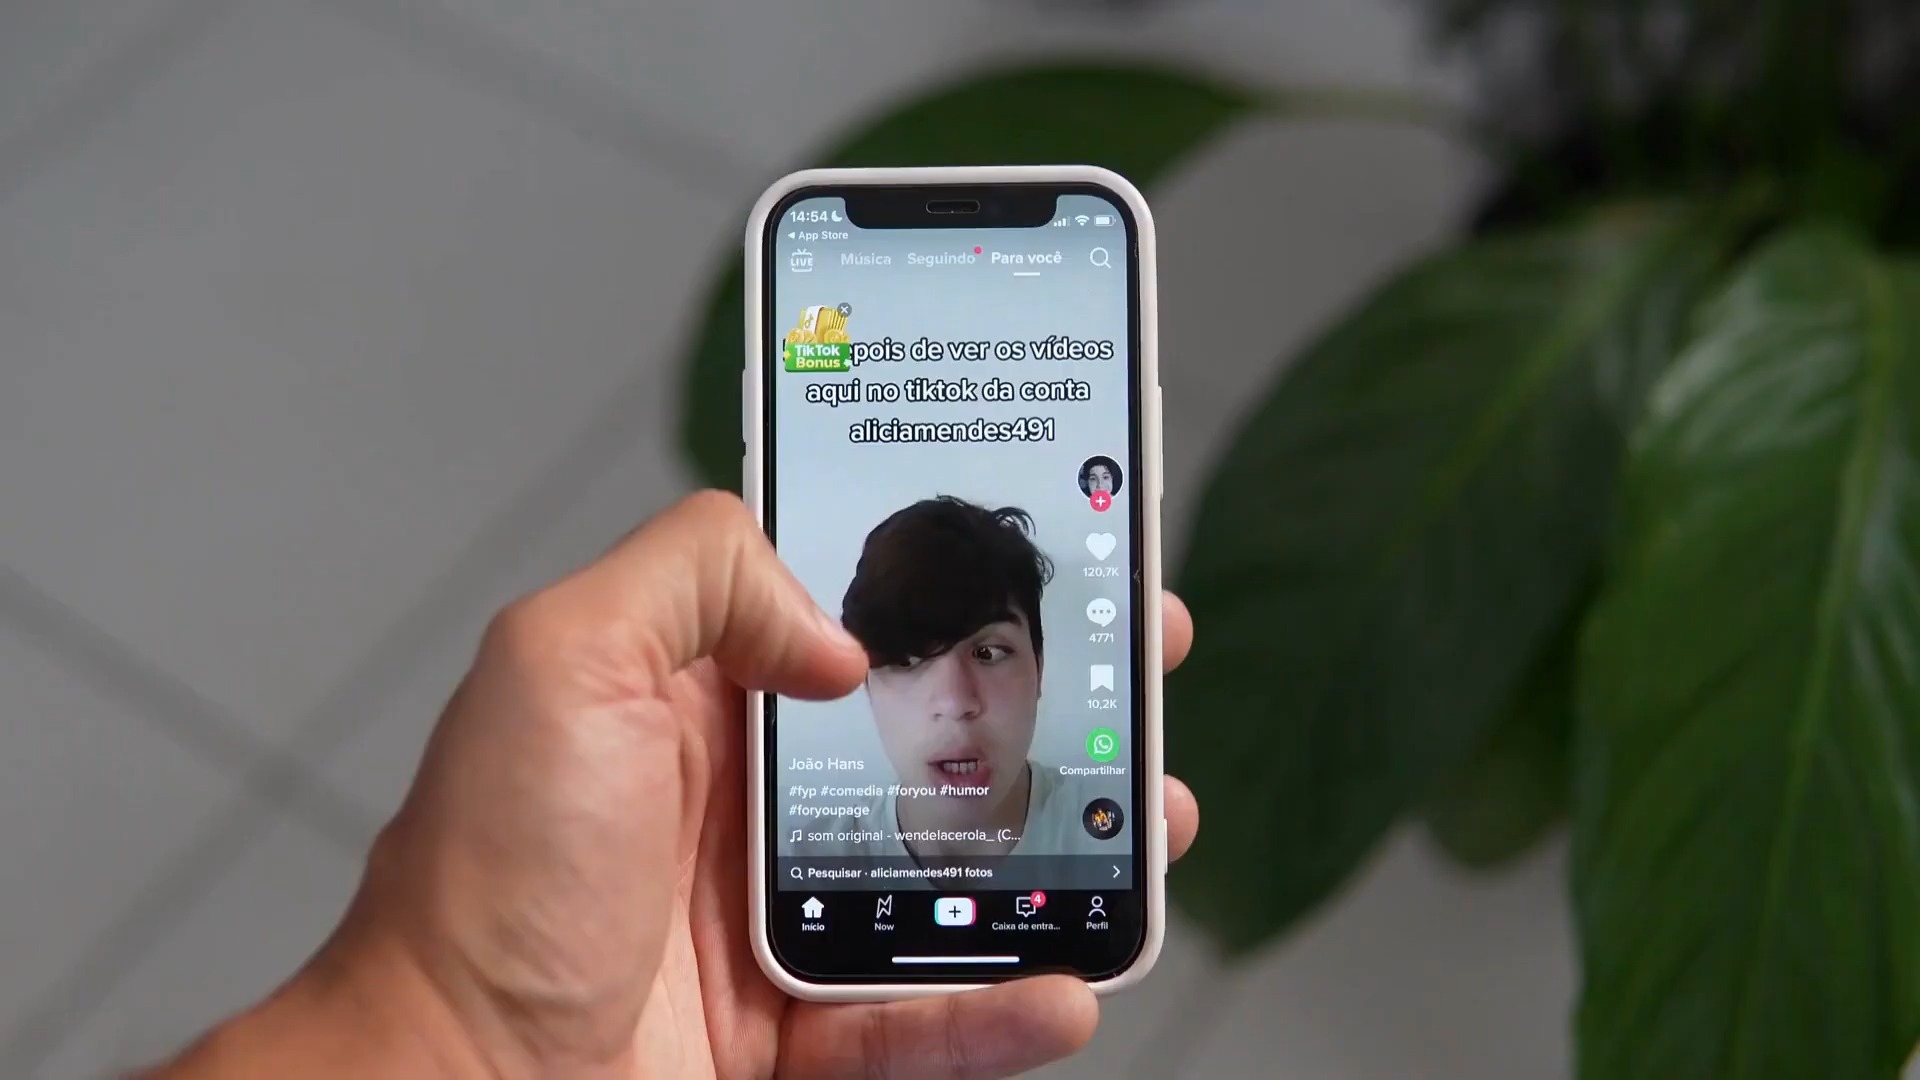 14:54
App Store
LIVE
Música
Seguindo
Para você
TikTok
Bonus
pois de ver os vídeos
aqui no tiktok da conta
aliciamendes491
120,7K
4771
10,2K
Compartilhar
João Hans
#fyp #comedia #foryou #humor
#foryoupage
som original - wendelacerola_ (C...
Pesquisar · aliciamendes491 fotos
4
Início
Now
Caixa de entra...
Perfil